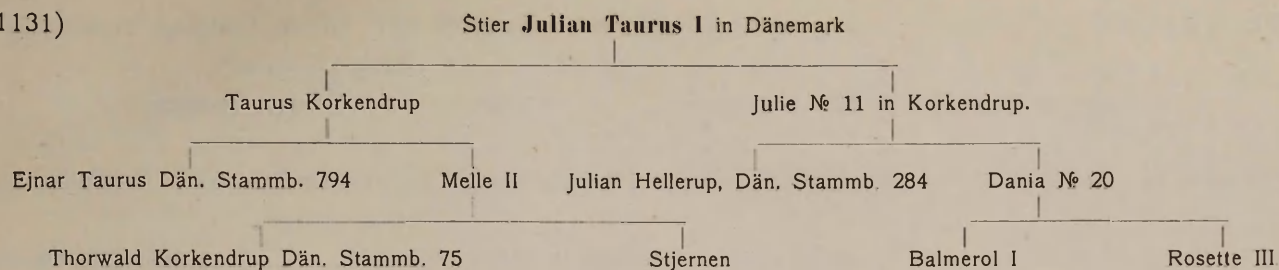 1131)
Stier Julian Taurus I in Dänemark
Taurus Korkendrup Julie № 11 in Korkendrup.
Ejnar Taurus Dän. Stammb. 794 Melle II Julian Hellerup, Dän. Stammb. 284 Dania № 20
Thorwald Korkendrup Dän. Stammb. 75 Stjernen Balmerol I Rosette III